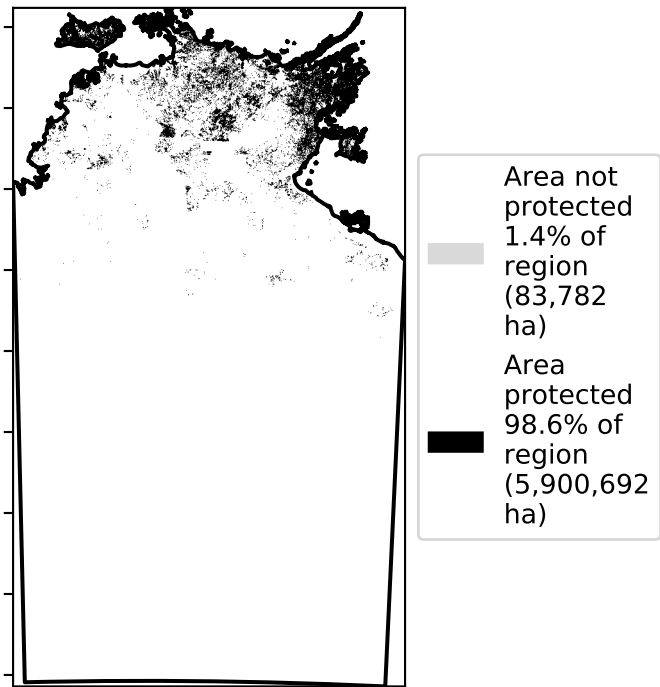 Area not
protected
1.4% of
region
(83,782
ha)
Area
protected
98.6% of
region
(5,900,692
ha)